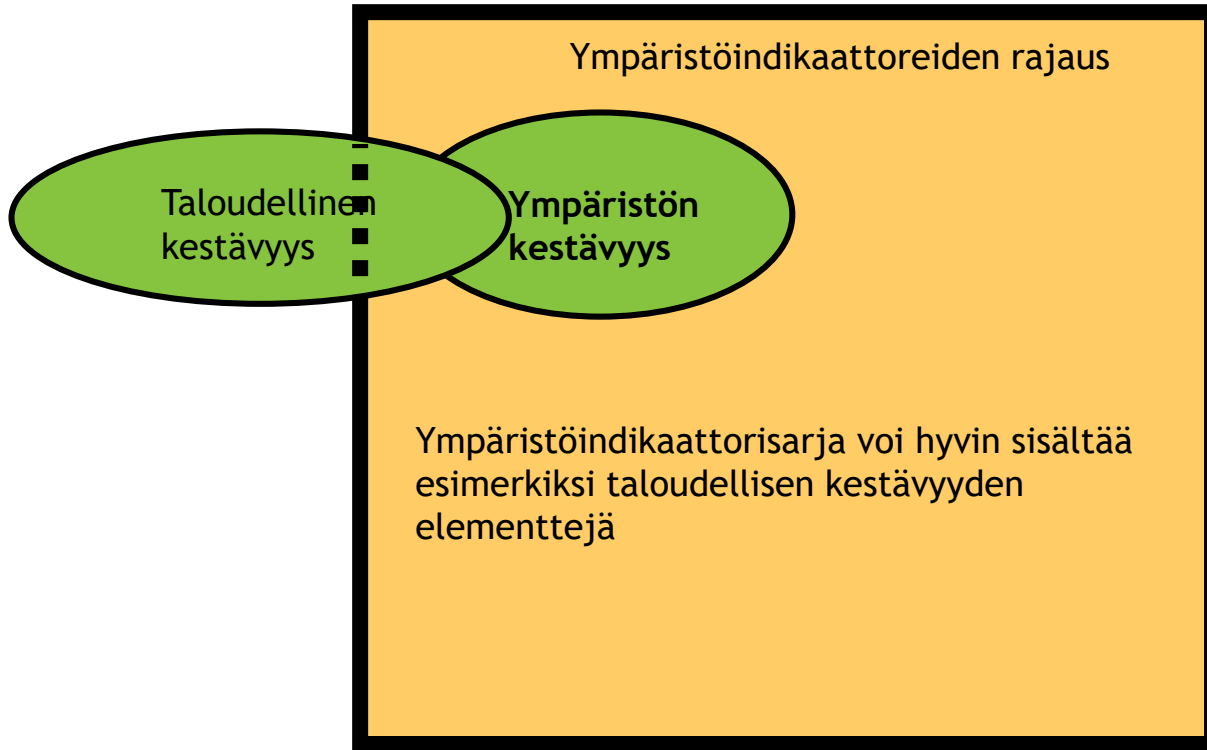 Ympäristöindikaattoreiden rajaus
Taloudellinen
kestävyys
Ympäristön
kestävyys
Ympäristöindikaattorisarja voi hyvin sisältää
esimerkiksi taloudellisen kestävyyden
elementtejä